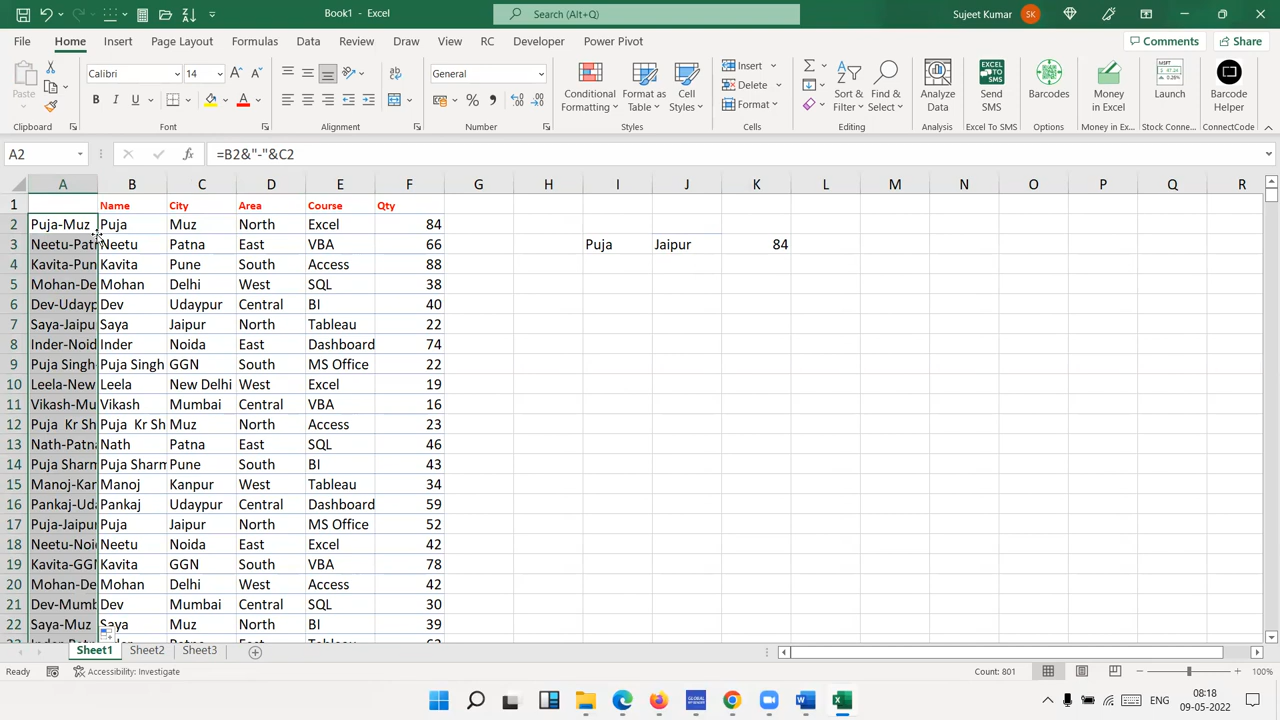 Book1 - Excel
Search (Alt+Q)
Sujeet Kumar
SK
File Home Insert Page Layout Formulas Data Review View Draw RC Developer Power Pivot
Comments
Share
Paste
Clipboard
Calibri 14
B I U
Font
Alignment
General
Number
Conditional Formatting
Format as Table
Cell Styles
Styles
Insert
Delete
Format
Cells
Sort & Filter
Find & Select
Editing
Analyze Data
Analysis
Send SMS
Excel To SMS
Barcodes
Options
Money in Excel
Money in Excel
Launch
Stock Conne...
Barcode Helper
ConnectCode
A2
fx =B2&"-"&C2
A B C D E F G H I J K L M N O P Q R
1 Name City Area Course Qty
2 Puja-Muz Puja Muz North Excel 84
3 Neetu-Patn Neetu Patna East VBA 66 Puja Jaipur 84
4 Kavita-Pun Kavita Pune South Access 88
5 Mohan-De Mohan Delhi West SQL 38
6 Dev-Udayp Dev Udaypur Central BI 40
7 Saya-Jaipu Saya Jaipur North Tableau 22
8 Inder-Noid Inder Noida East Dashboard 74
9 Puja Singh- Puja Singh GGN South MS Office 22
10 Leela-New Leela New Delhi West Excel 19
11 Vikash-Mu Vikash Mumbai Central VBA 16
12 Puja  Kr Sh Puja  Kr Sh Muz North Access 23
13 Nath-Patna Nath Patna East SQL 46
14 Puja Sharm Puja Sharm Pune South BI 43
15 Manoj-Kan Manoj Kanpur West Tableau 34
16 Pankaj-Uda Pankaj Udaypur Central Dashboard 59
17 Puja-Jaipur Puja Jaipur North MS Office 52
18 Neetu-Noi Neetu Noida East Excel 42
19 Kavita-GGN Kavita GGN South VBA 78
20 Mohan-De Mohan Delhi West Access 42
21 Dev-Mumb Dev Mumbai Central SQL 30
22 Saya-Muz Saya Muz North BI 39
Sheet1 Sheet2 Sheet3
Ready
Accessibility: Investigate
Count: 801
100%
ENG
08:18
09-05-2022